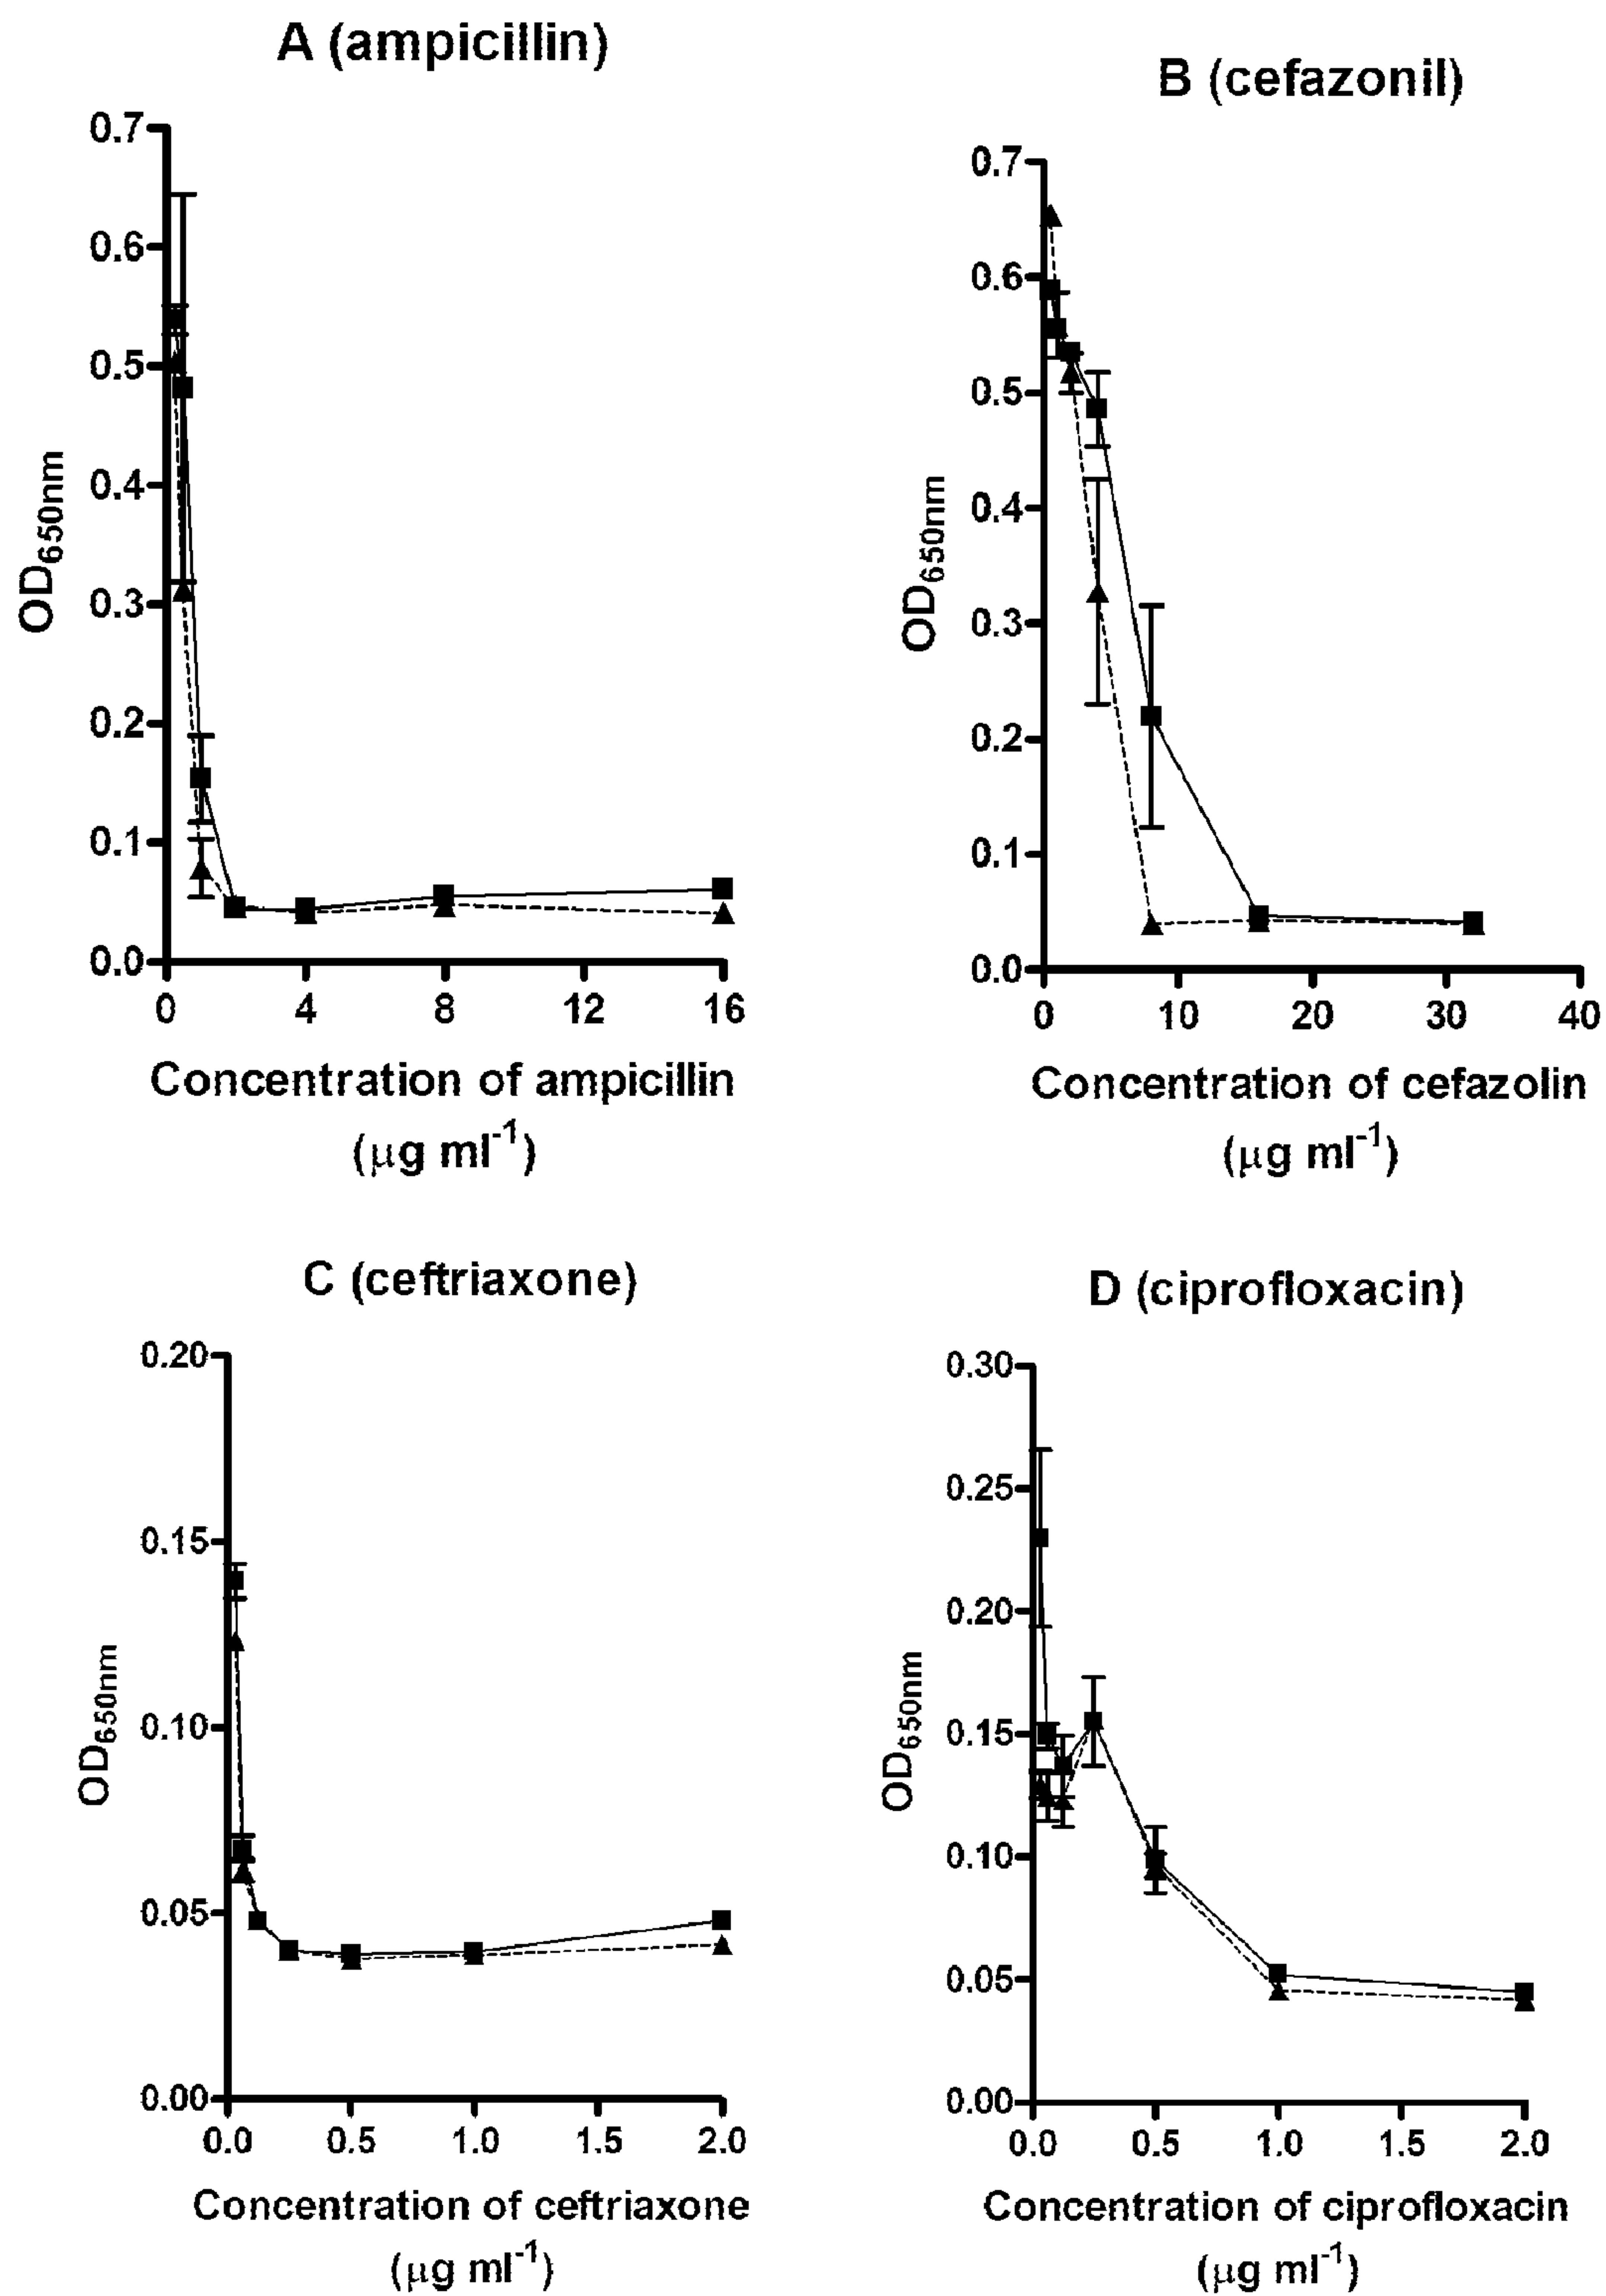 A (ampicillin)
0.7
0.6
0.5
0.4
0.3
0.2
0.1
0.0
OD650nm
0 4 8 12 16
Concentration of ampicillin
(μg ml-1)
B (cefazonil)
0.7
0.6
0.5
0.4
0.3
0.2
0.1
0.0
OD650nm
0 10 20 30 40
Concentration of cefazolin
(μg ml-1)
C (ceftriaxone)
0.20
0.15
0.10
0.05
0.00
OD650nm
0.0 0.5 1.0 1.5 2.0
Concentration of ceftriaxone
(μg ml-1)
D (ciprofloxacin)
0.30
0.25
0.20
0.15
0.10
0.05
0.00
OD650nm
0.0 0.5 1.0 1.5 2.0
Concentration of ciprofloxacin
(μg ml-1)